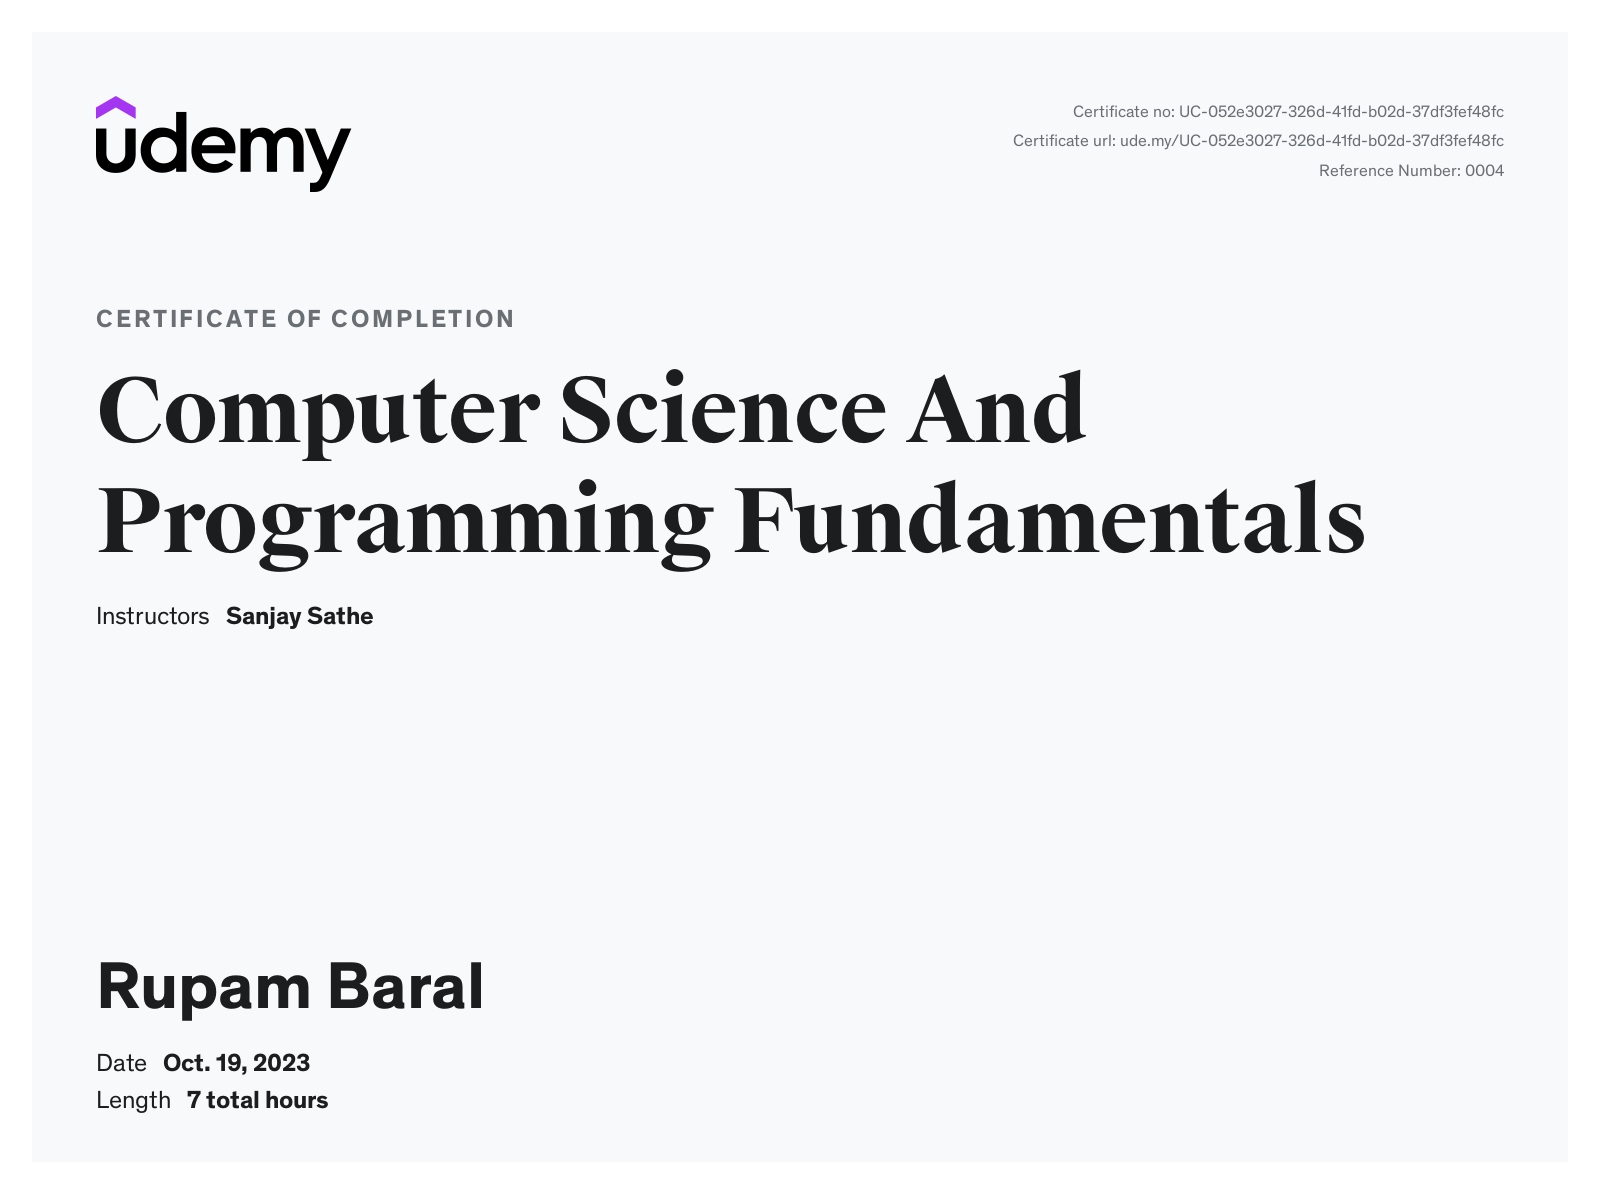 udemy
Certificate no: UC-052e3027-326d-41fd-b02d-37df3fef48fc
Certificate url: ude.my/UC-052e3027-326d-41fd-b02d-37df3fef48fc
Reference Number: 0004
CERTIFICATE OF COMPLETION
Computer Science And
Programming Fundamentals
Instructors Sanjay Sathe
Rupam Baral
Date Oct. 19, 2023
Length 7 total hours